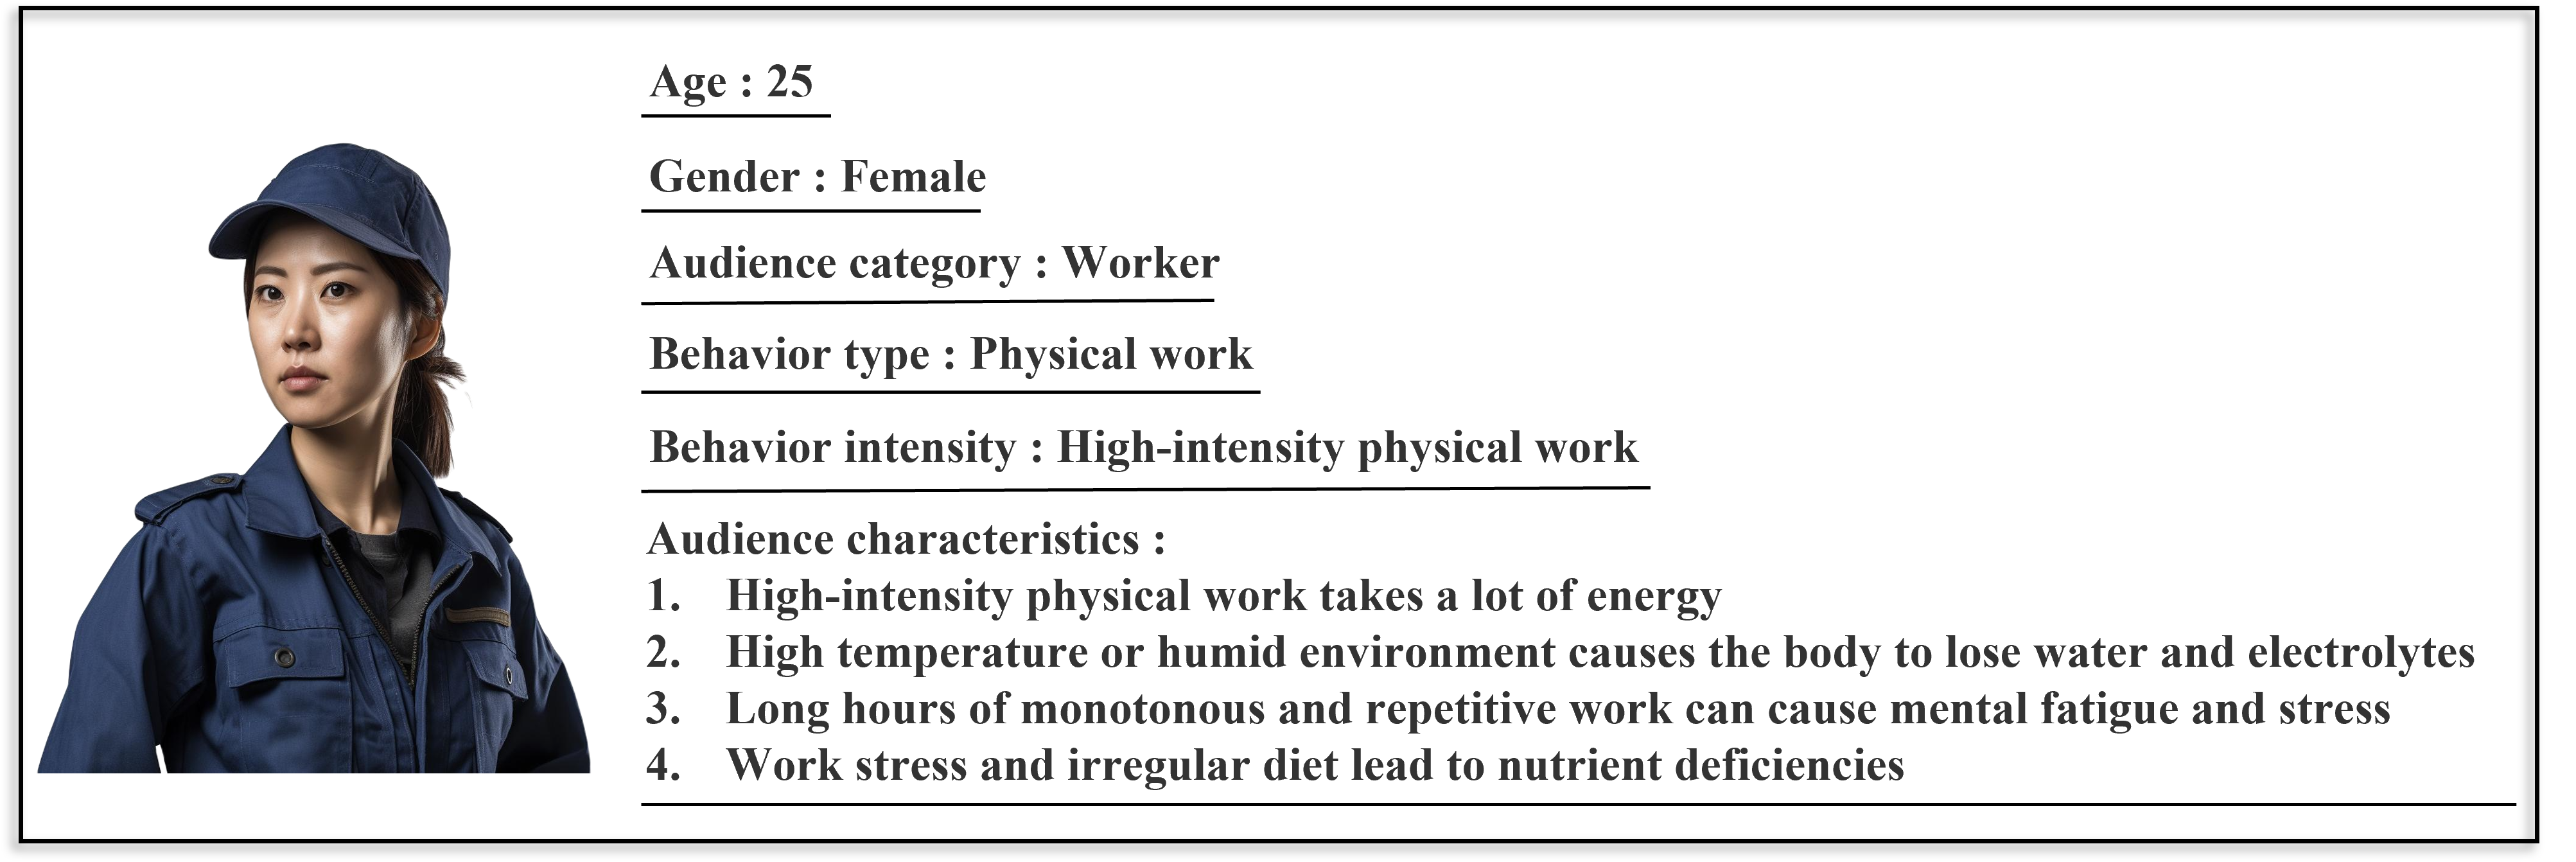 Age : 25
Gender : Female
Audience category : Worker
Behavior type : Physical work
Behavior intensity : High-intensity physical work
Audience characteristics :
1. High-intensity physical work takes a lot of energy
2. High temperature or humid environment causes the body to lose water and electrolytes
3. Long hours of monotonous and repetitive work can cause mental fatigue and stress
4. Work stress and irregular diet lead to nutrient deficiencies